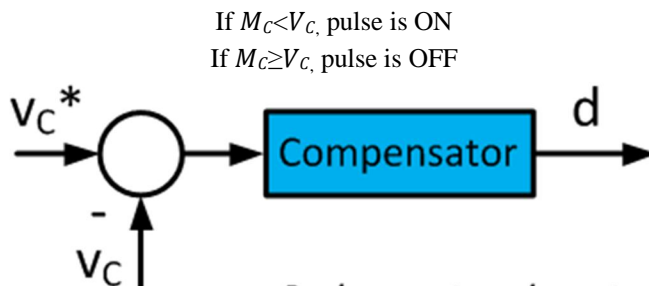 If M_C<V_C, pulse is ON
If M_C≥V_C, pulse is OFF
v_C*
Compensator
d
-
v_C